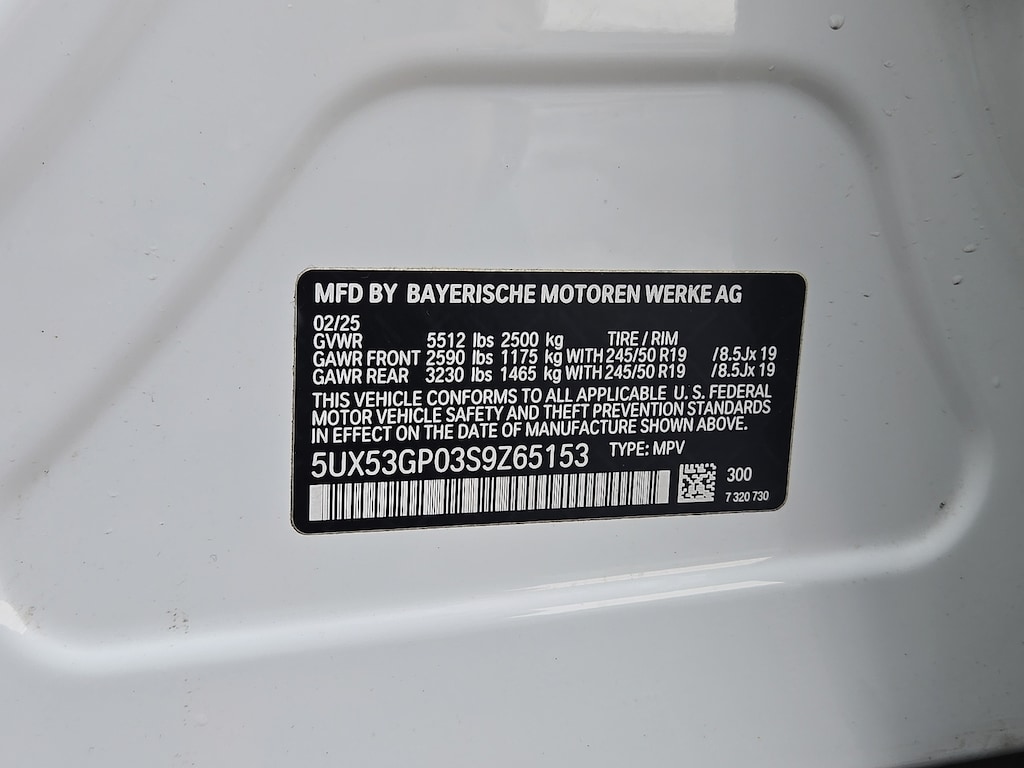 MFD BY BAYERISCHE MOTOREN WERKE AG
02/25
GVWR 5512 lbs 2500 kg TIRE / RIM
GAWR FRONT 2590 lbs 1175 kg WITH 245/50 R19 /8.5Jx 19
GAWR REAR 3230 lbs 1465 kg WITH 245/50 R19 /8.5Jx 19
THIS VEHICLE CONFORMS TO ALL APPLICABLE U. S. FEDERAL
MOTOR VEHICLE SAFETY AND THEFT PREVENTION STANDARDS
IN EFFECT ON THE DATE OF MANUFACTURE SHOWN ABOVE.
5UX53GP03S9Z65153 TYPE: MPV
300
7 320 730